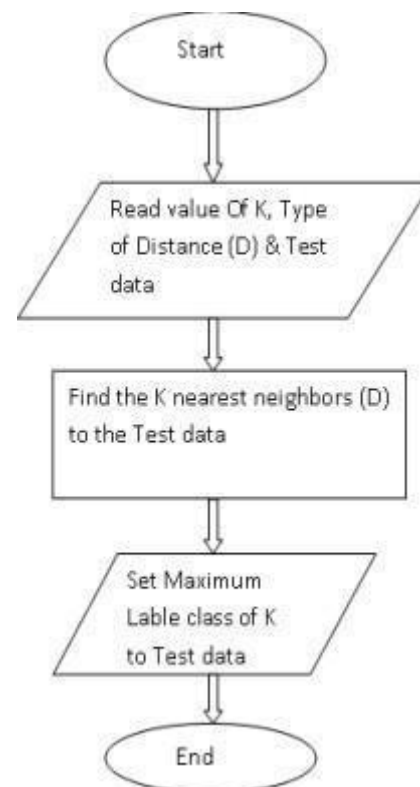 Start
Read value Of K, Type
of Distance (D) & Test
data
Find the K nearest neighbors (D)
to the Test data
Set Maximum
Lable class of K
to Test data
End